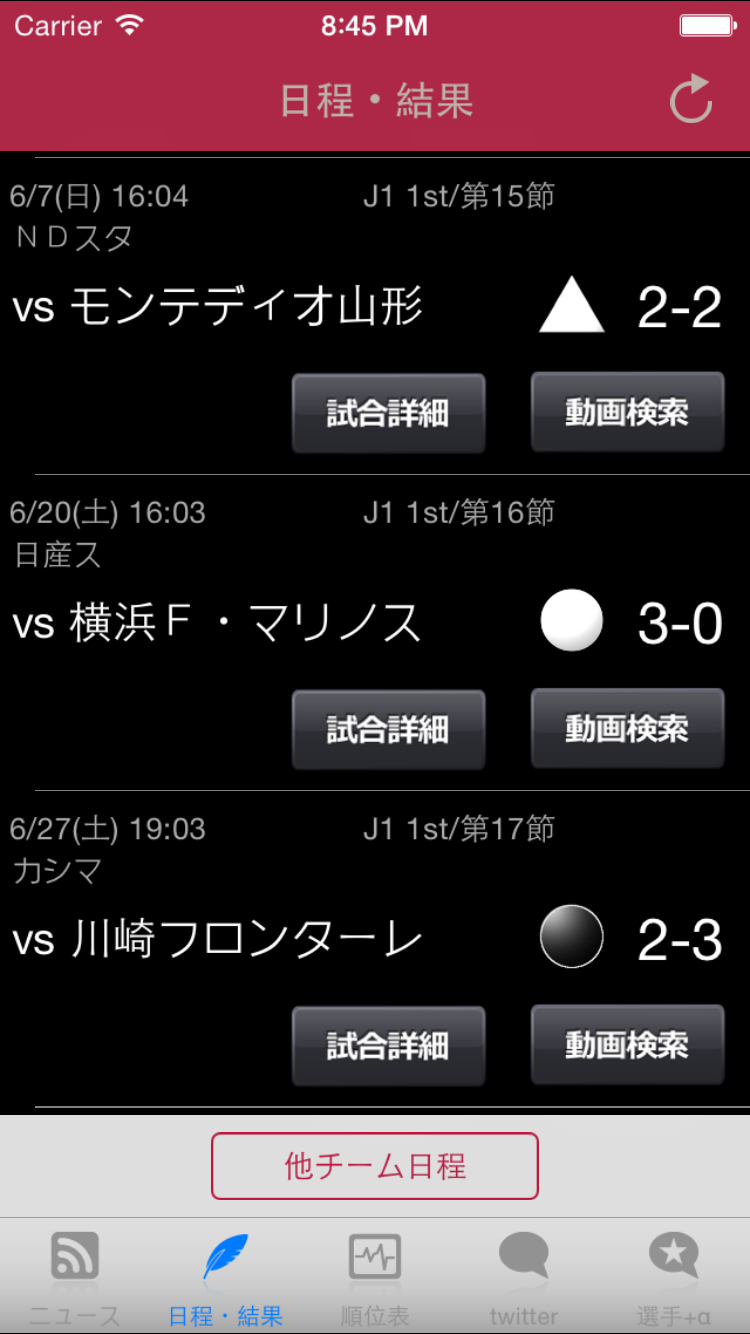 Carrier 8:45 PM
日程・結果
6/7(日) 16:04 J1 1st/第15節
ＮＤスタ
vs モンテディオ山形 2-2
試合詳細 動画検索
6/20(土) 16:03 J1 1st/第16節
日産ス
vs 横浜Ｆ・マリノス 3-0
試合詳細 動画検索
6/27(土) 19:03 J1 1st/第17節
カシマ
vs 川崎フロンターレ 2-3
試合詳細 動画検索
他チーム日程
ニュース 日程・結果 順位表 twitter 選手+α